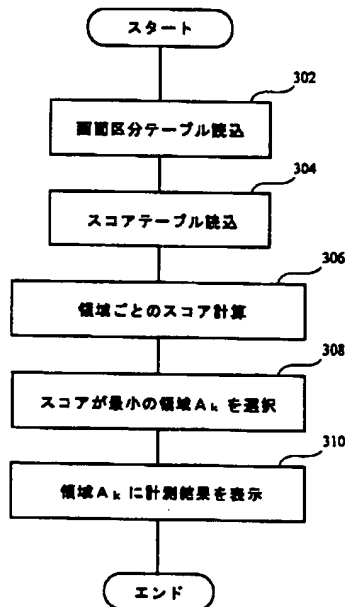 スタート
302
画面区分テーブル読込
304
スコアテーブル読込
306
領域ごとのスコア計算
308
スコアが最小の領域Aₖを選択
310
領域Aₖに計測結果を表示
エンド